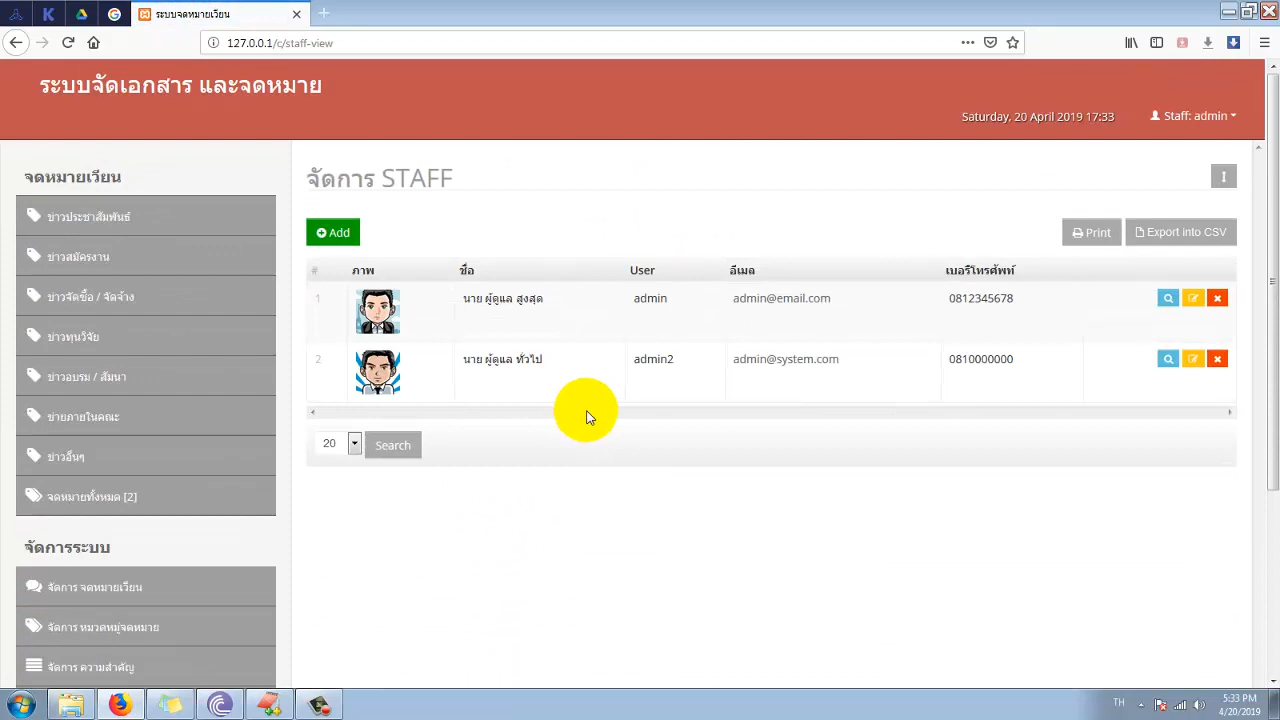 ระบบจดหมายเวียน
127.0.0.1/c/staff-view
ระบบจัดเอกสาร และจดหมาย
Saturday, 20 April 2019 17:33
Staff: admin
จดหมายเวียน
ข่าวประชาสัมพันธ์
ข่าวสมัครงาน
ข่าวจัดซื้อ / จัดจ้าง
ข่าวทุนวิจัย
ข่าวอบรม / สัมนา
ข่ายภายในคณะ
ข่าวอื่นๆ
จดหมายทั้งหมด [2]
จัดการระบบ
จัดการ จดหมายเวียน
จัดการ หมวดหมู่จดหมาย
จัดการ ความสำคัญ
จัดการ STAFF
Add
Print
Export into CSV
# ภาพ ชื่อ User อีเมล เบอร์โทรศัพท์
1 นาย ผู้ดูแล สูงสุด admin admin@email.com 0812345678
2 นาย ผู้ดูแล ทั่วไป admin2 admin@system.com 0810000000
20 Search
TH
5:33 PM
4/20/2019